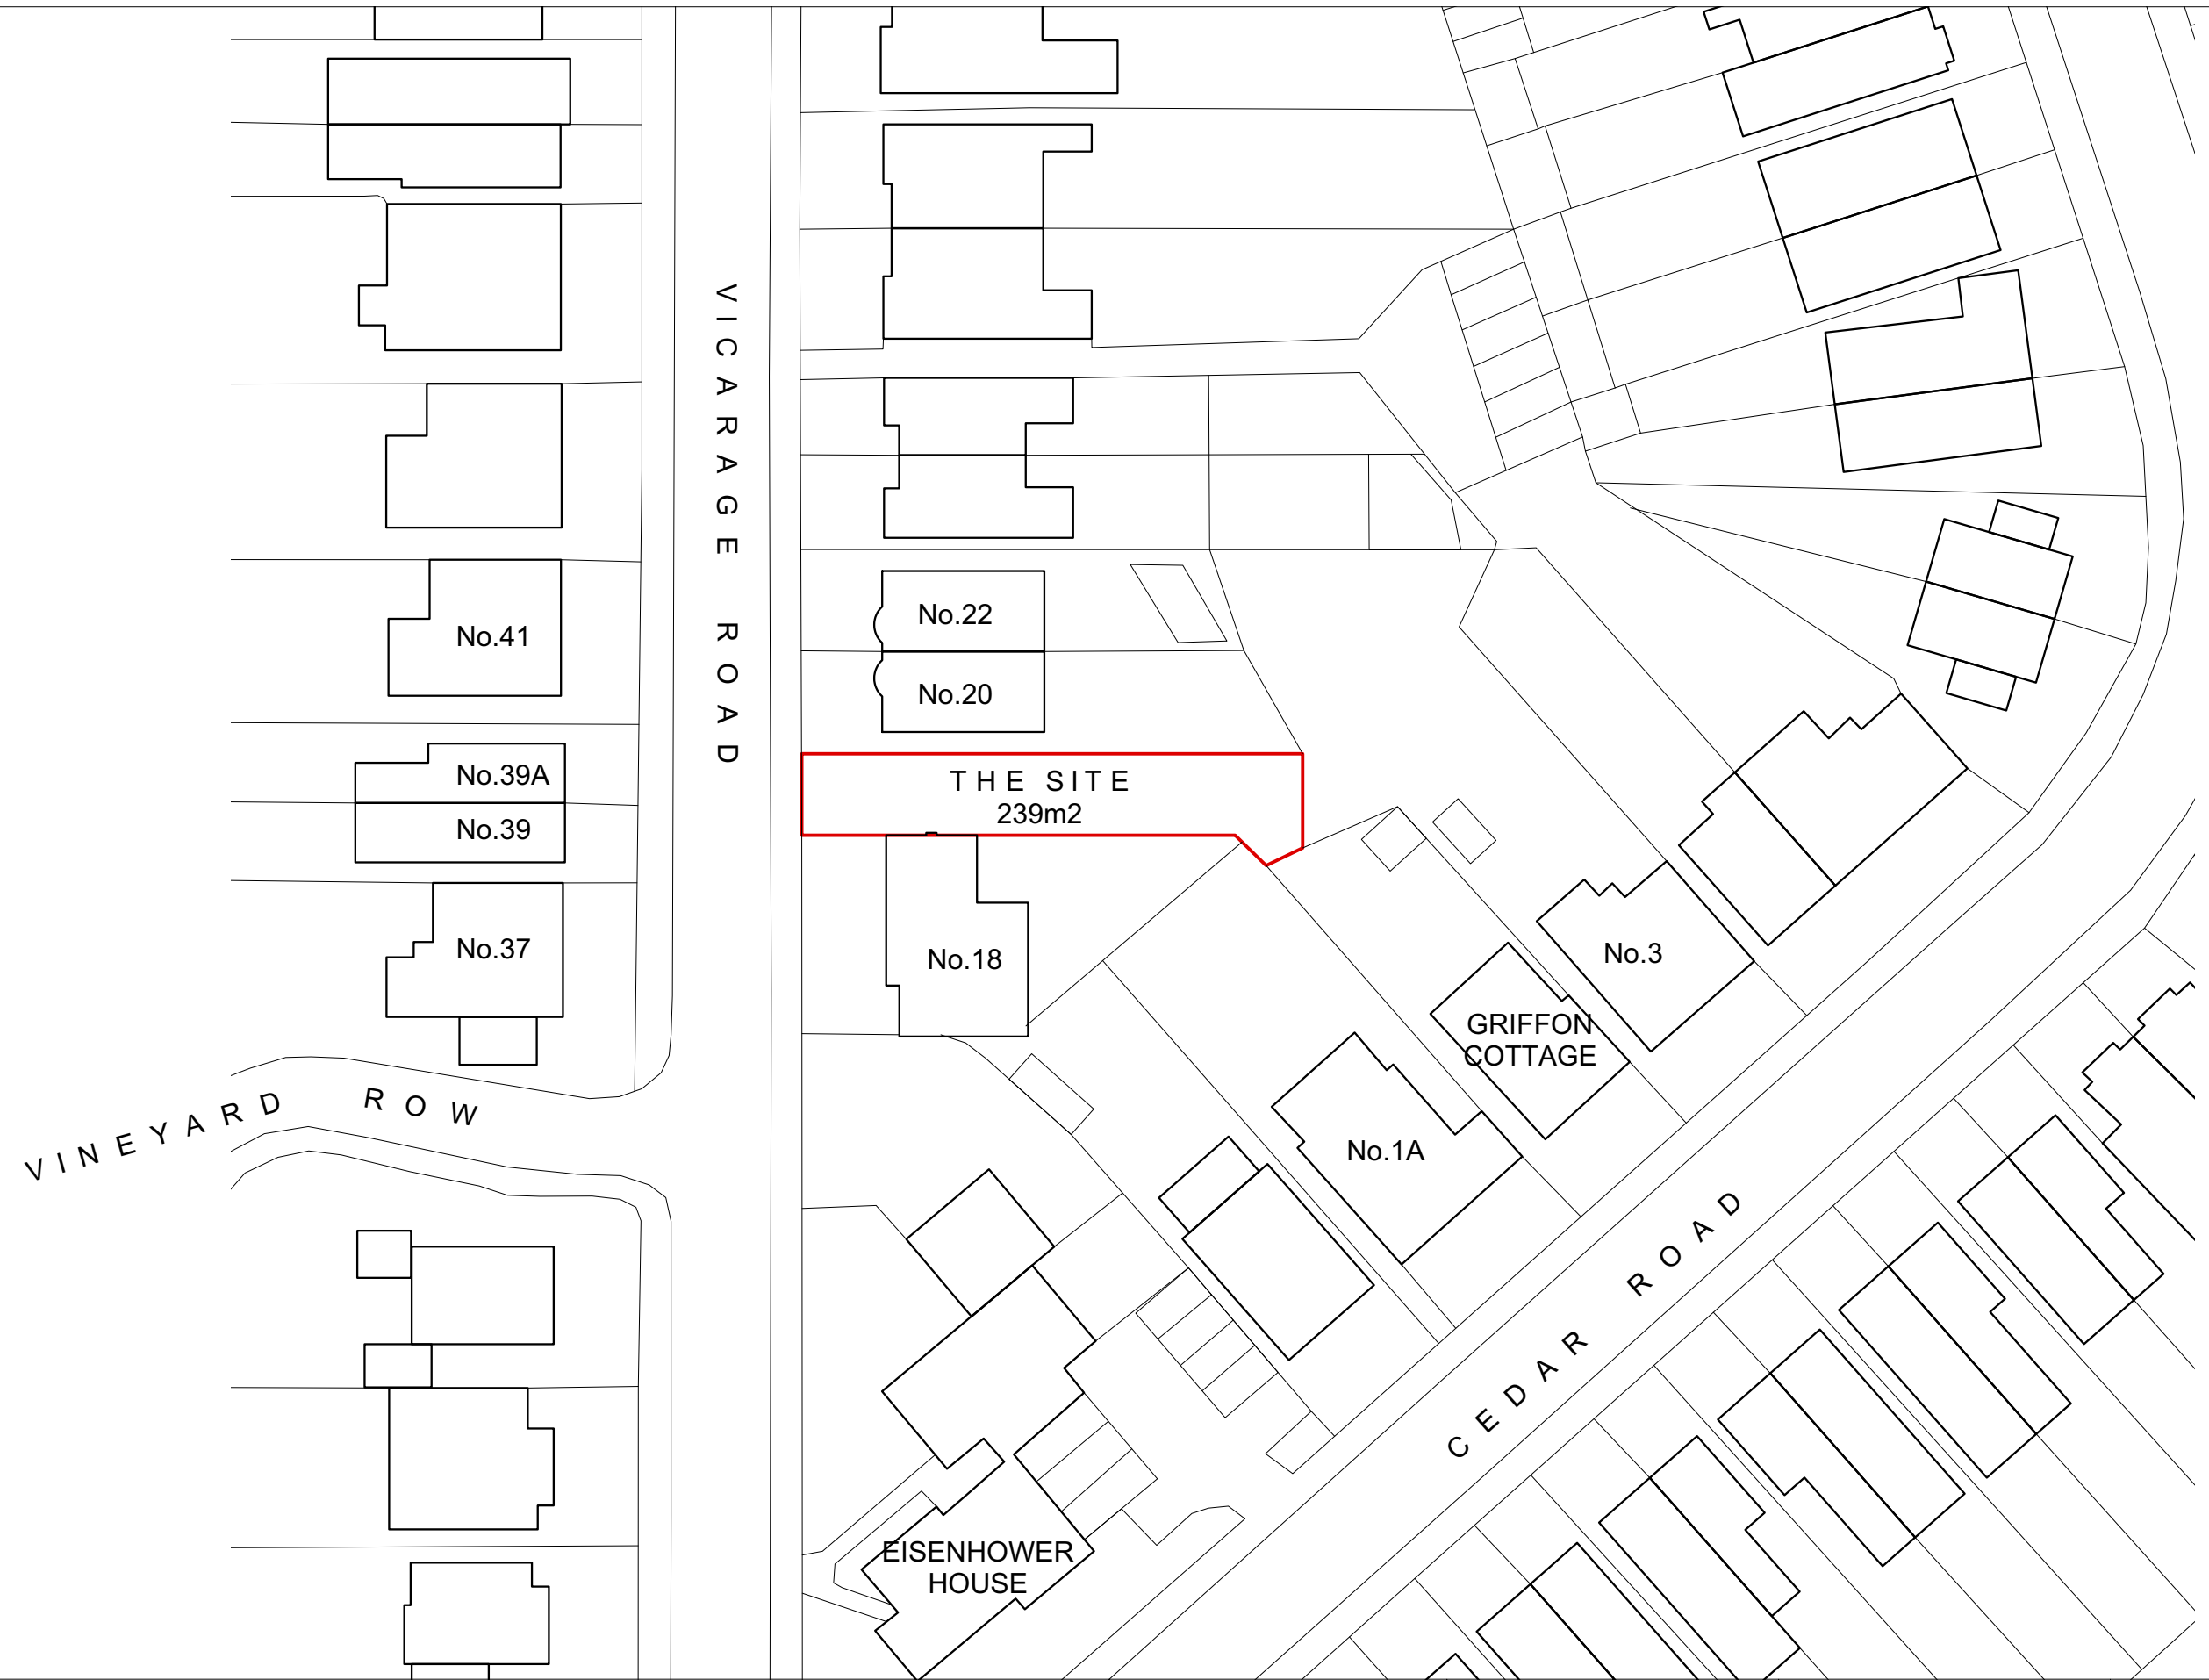 VICARAGE ROAD
No.22
No.41
No.20
THE SITE
239m2
No.39A
No.39
No.37
No.18
No.3
GRIFFON
COTTAGE
VINEYARD ROW
No.1A
CEDAR ROAD
EISENHOWER
HOUSE